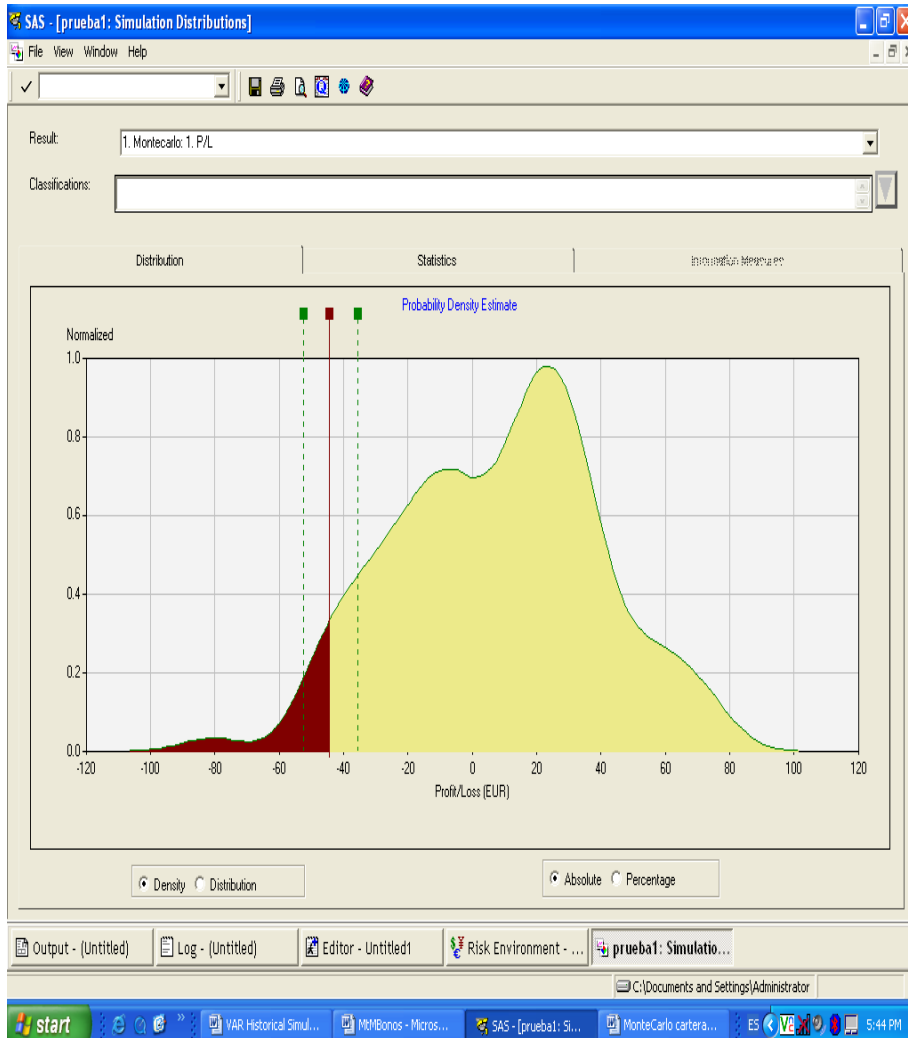 SAS - [prueba1: Simulation Distributions]
File View Window Help
Result:
1. Montecarlo: 1. P/L
Classifications:
Distribution
Statistics
Information Measures
Probability Density Estimate
Normalized
1.0
0.8
0.6
0.4
0.2
0.0
-120 -100 -80 -60 -40 -20 0 20 40 60 80 100 120
Profit/Loss (EUR)
Density Distribution
Absolute Percentage
Output - (Untitled) Log - (Untitled) Editor - Untitled1 Risk Environment - ... prueba1: Simulatio...
C:\Documents and Settings\Administrator
start » VAR Historical Simul... MtMBonos - Micros... SAS - [prueba1: Si... MonteCarlo cartera... ES 5:44 PM